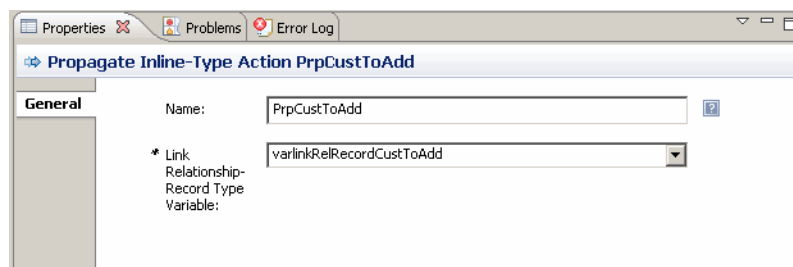 Properties Problems Error Log
Propagate Inline-Type Action PrpCustToAdd
General
Name: PrpCustToAdd ?
* Link varlinkRelRecordCustToAdd
Relationship-
Record Type
Variable: